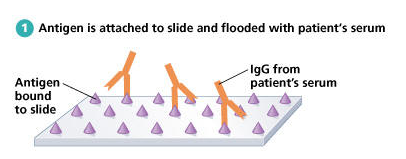 1 Antigen is attached to slide and flooded with patient's serum
IgG from
patient's serum
Antigen
bound
to slide